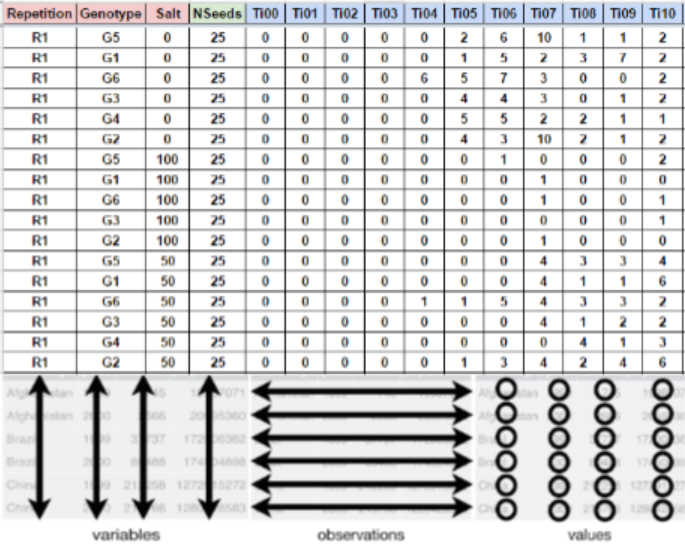 Repetition Genotype Salt NSeeds Ti00 Ti01 Ti02 Ti03 Ti04 Ti05 Ti06 Ti07 Ti08 Ti09 Ti10
R1 G5 0 25 0 0 0 0 0 2 6 10 1 1 2
R1 G1 0 25 0 0 0 0 0 1 5 2 3 7 2
R1 G6 0 25 0 0 0 0 6 5 7 3 0 0 2
R1 G3 0 25 0 0 0 0 0 4 4 3 0 1 2
R1 G4 0 25 0 0 0 0 0 5 5 2 2 1 1
R1 G2 0 25 0 0 0 0 0 4 3 10 2 1 2
R1 G5 100 25 0 0 0 0 0 0 1 0 0 0 2
R1 G1 100 25 0 0 0 0 0 0 0 1 0 0 0
R1 G6 100 25 0 0 0 0 0 0 0 1 0 0 1
R1 G3 100 25 0 0 0 0 0 0 0 0 0 0 1
R1 G2 100 25 0 0 0 0 0 0 0 1 0 0 0
R1 G5 50 25 0 0 0 0 0 0 0 4 3 3 4
R1 G1 50 25 0 0 0 0 0 0 0 4 1 1 6
R1 G6 50 25 0 0 0 0 1 1 5 4 3 3 2
R1 G3 50 25 0 0 0 0 0 0 0 4 1 2 2
R1 G4 50 25 0 0 0 0 0 0 0 0 4 1 3
R1 G2 50 25 0 0 0 0 0 1 3 4 2 4 6
variables observations values